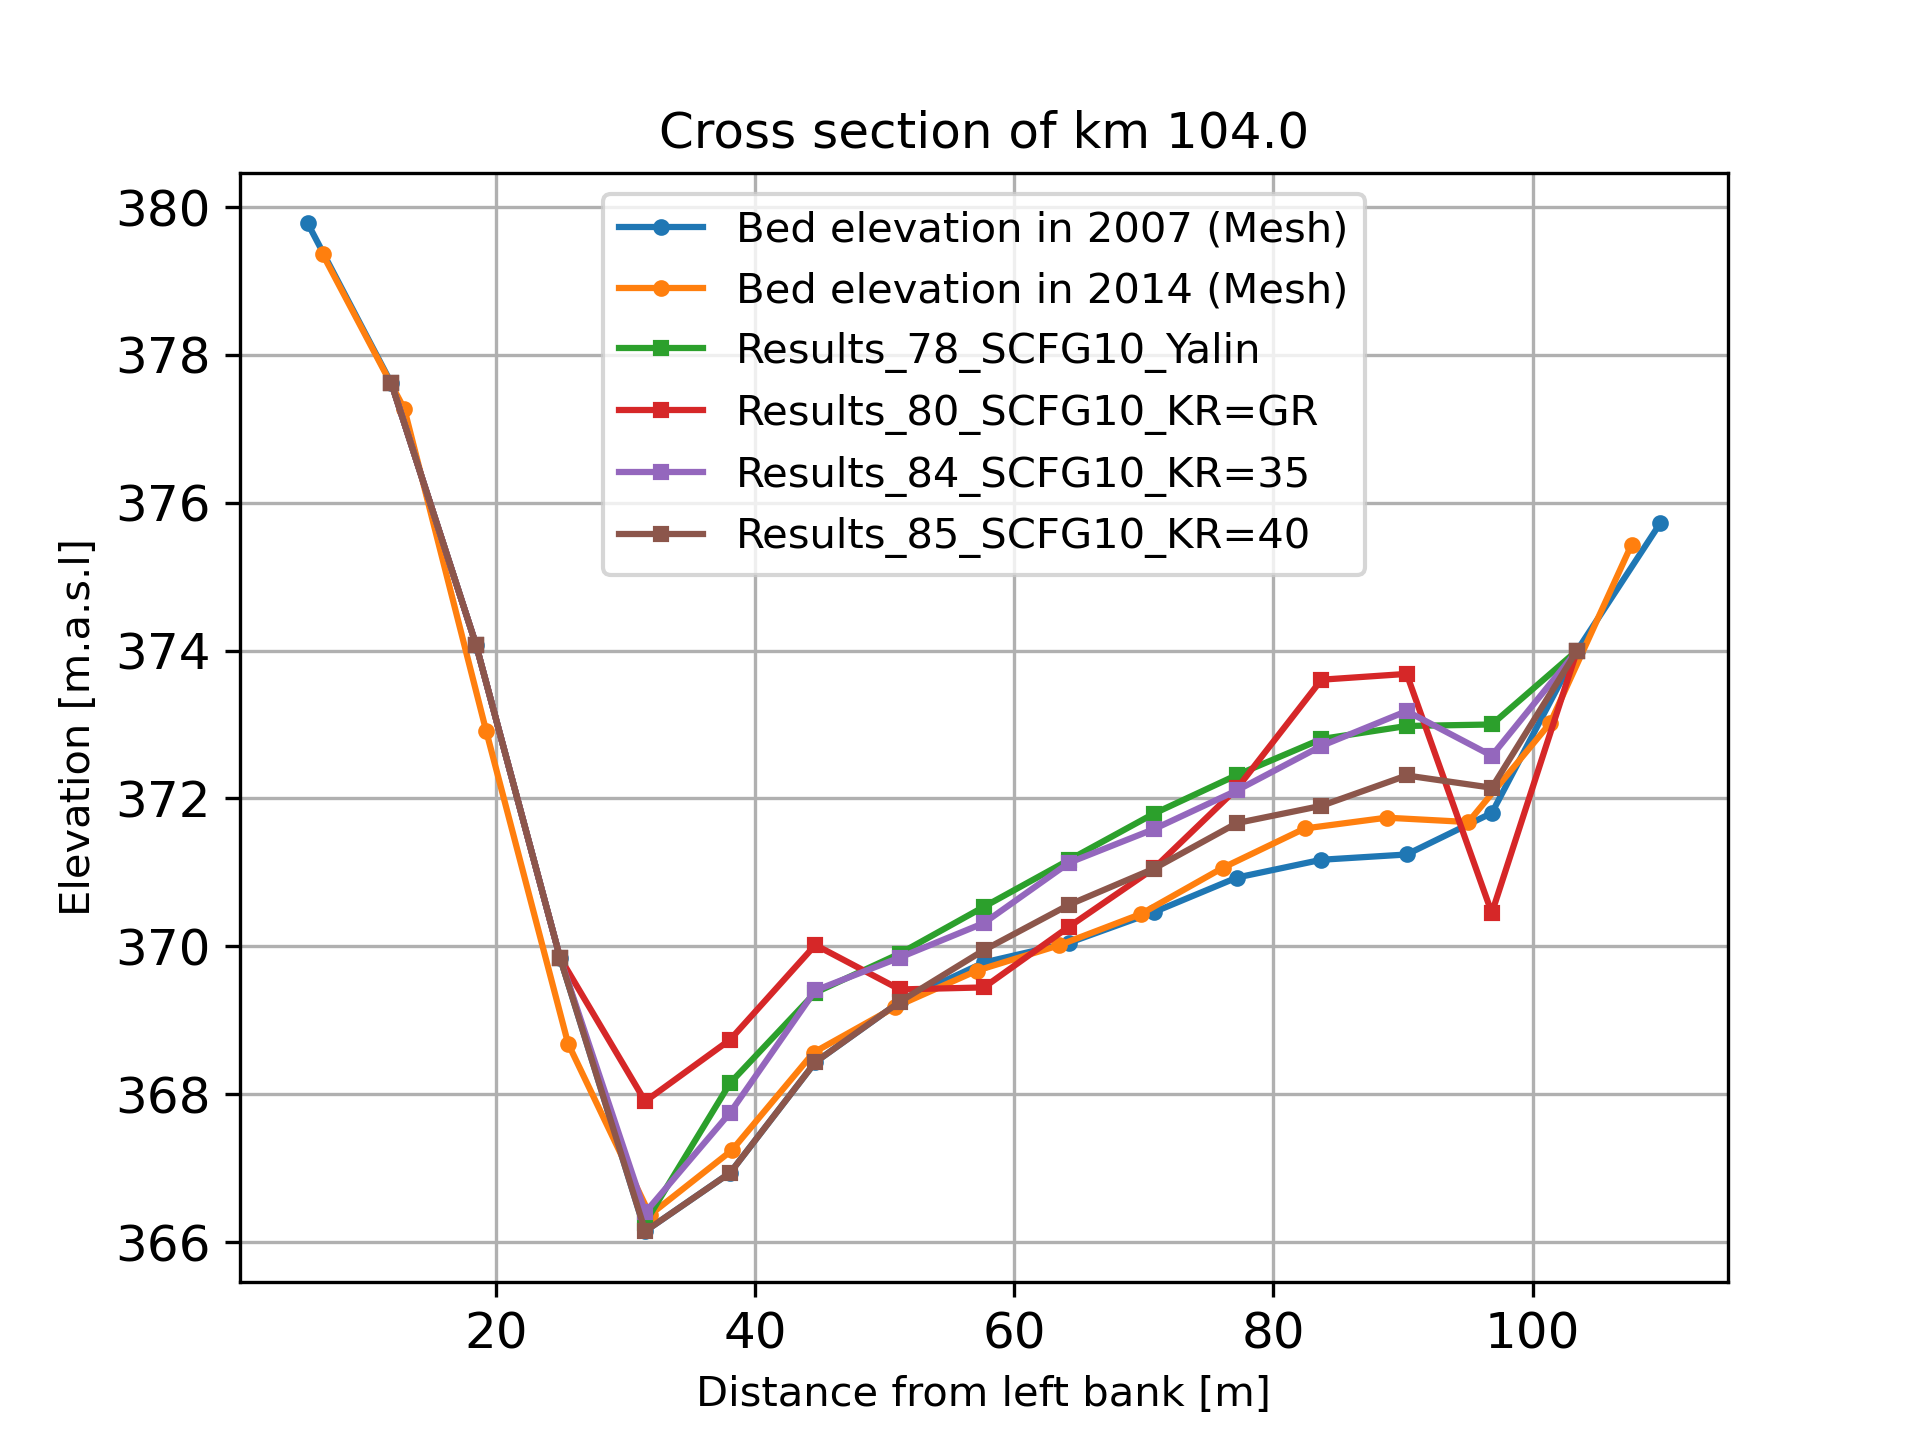 Cross section of km 104.0
380
378
376
374
372
370
368
366
Elevation [m.a.s.l]
Bed elevation in 2007 (Mesh)
Bed elevation in 2014 (Mesh)
Results_78_SCFG10_Yalin
Results_80_SCFG10_KR=GR
Results_84_SCFG10_KR=35
Results_85_SCFG10_KR=40
20 40 60 80 100
Distance from left bank [m]